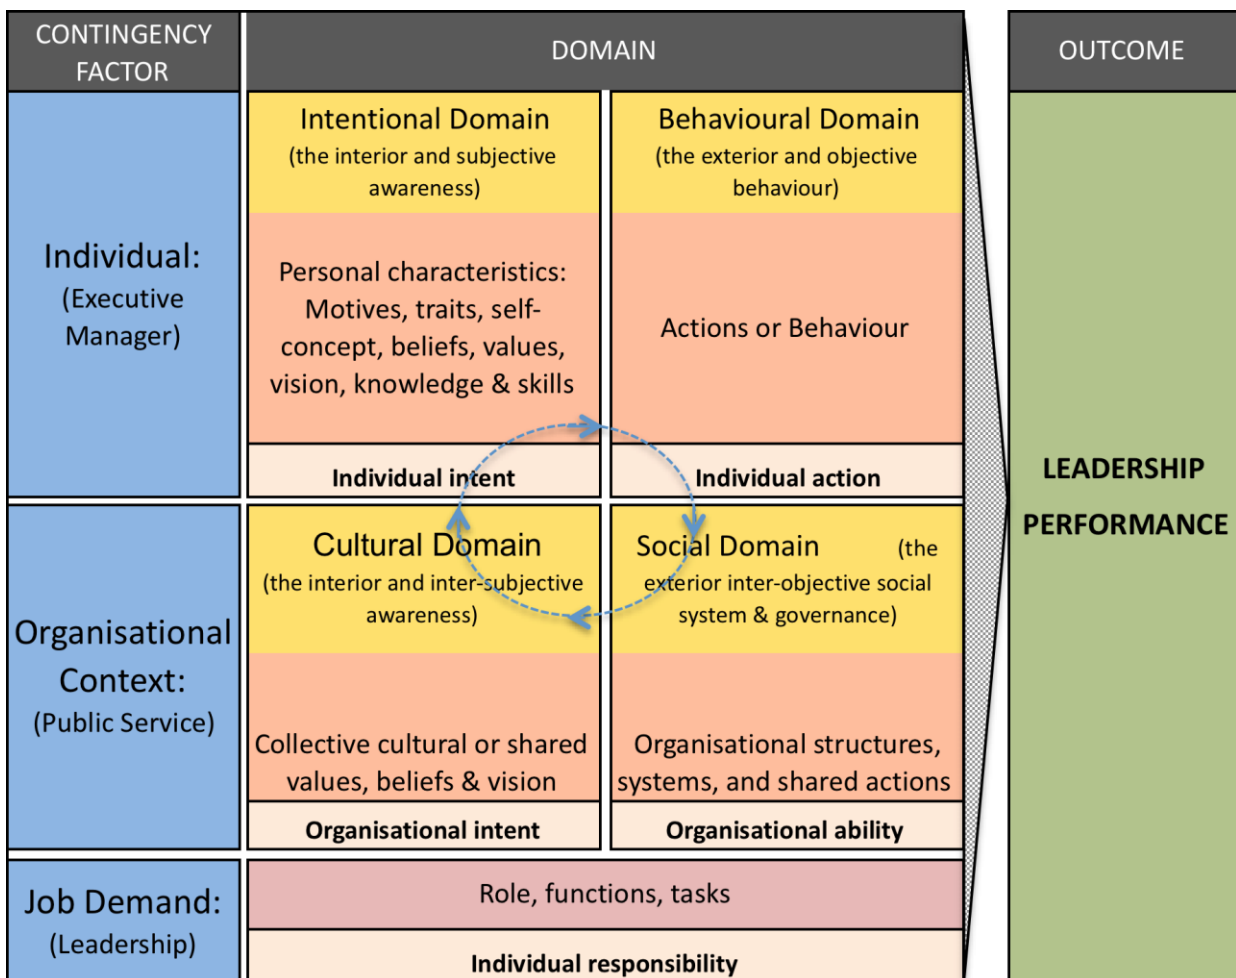 CONTINGENCY
FACTOR
DOMAIN
OUTCOME
Individual:
(Executive
Manager)
Intentional Domain
(the interior and subjective
awareness)
Personal characteristics:
Motives, traits, self-
concept, beliefs, values,
vision, knowledge & skills
Individual intent
Behavioural Domain
(the exterior and objective
behaviour)
Actions or Behaviour
Individual action
Organisational
Context:
(Public Service)
Cultural Domain
(the interior and inter-subjective
awareness)
Collective cultural or shared
values, beliefs & vision
Organisational intent
Social Domain (the
exterior inter-objective social
system & governance)
Organisational structures,
systems, and shared actions
Organisational ability
Job Demand:
(Leadership)
Role, functions, tasks
Individual responsibility
LEADERSHIP
PERFORMANCE